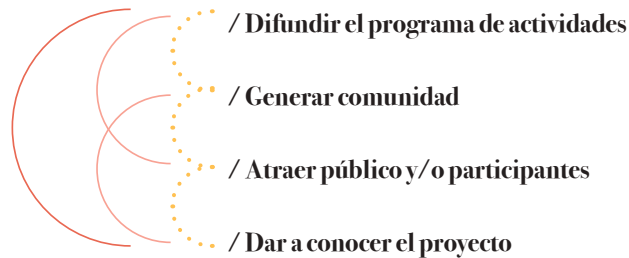 / Difundir el programa de actividades
/ Generar comunidad
/ Atraer público y/o participantes
/ Dar a conocer el proyecto